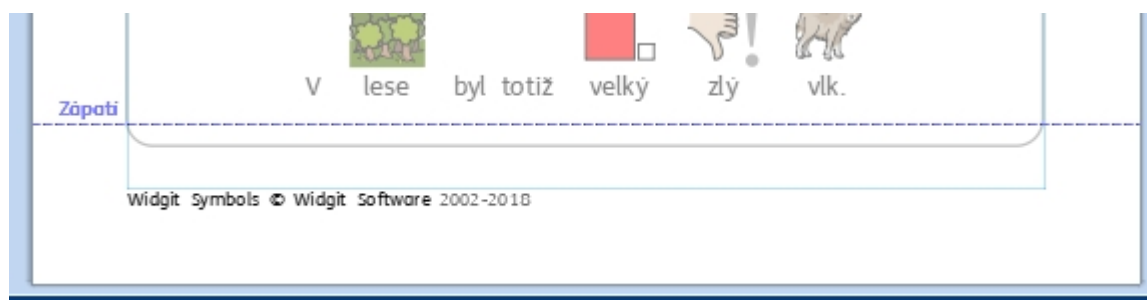 V lese byl totiž velký zlý vlk.
Zápatí
Widgit Symbols © Widgit Software 2002-2018